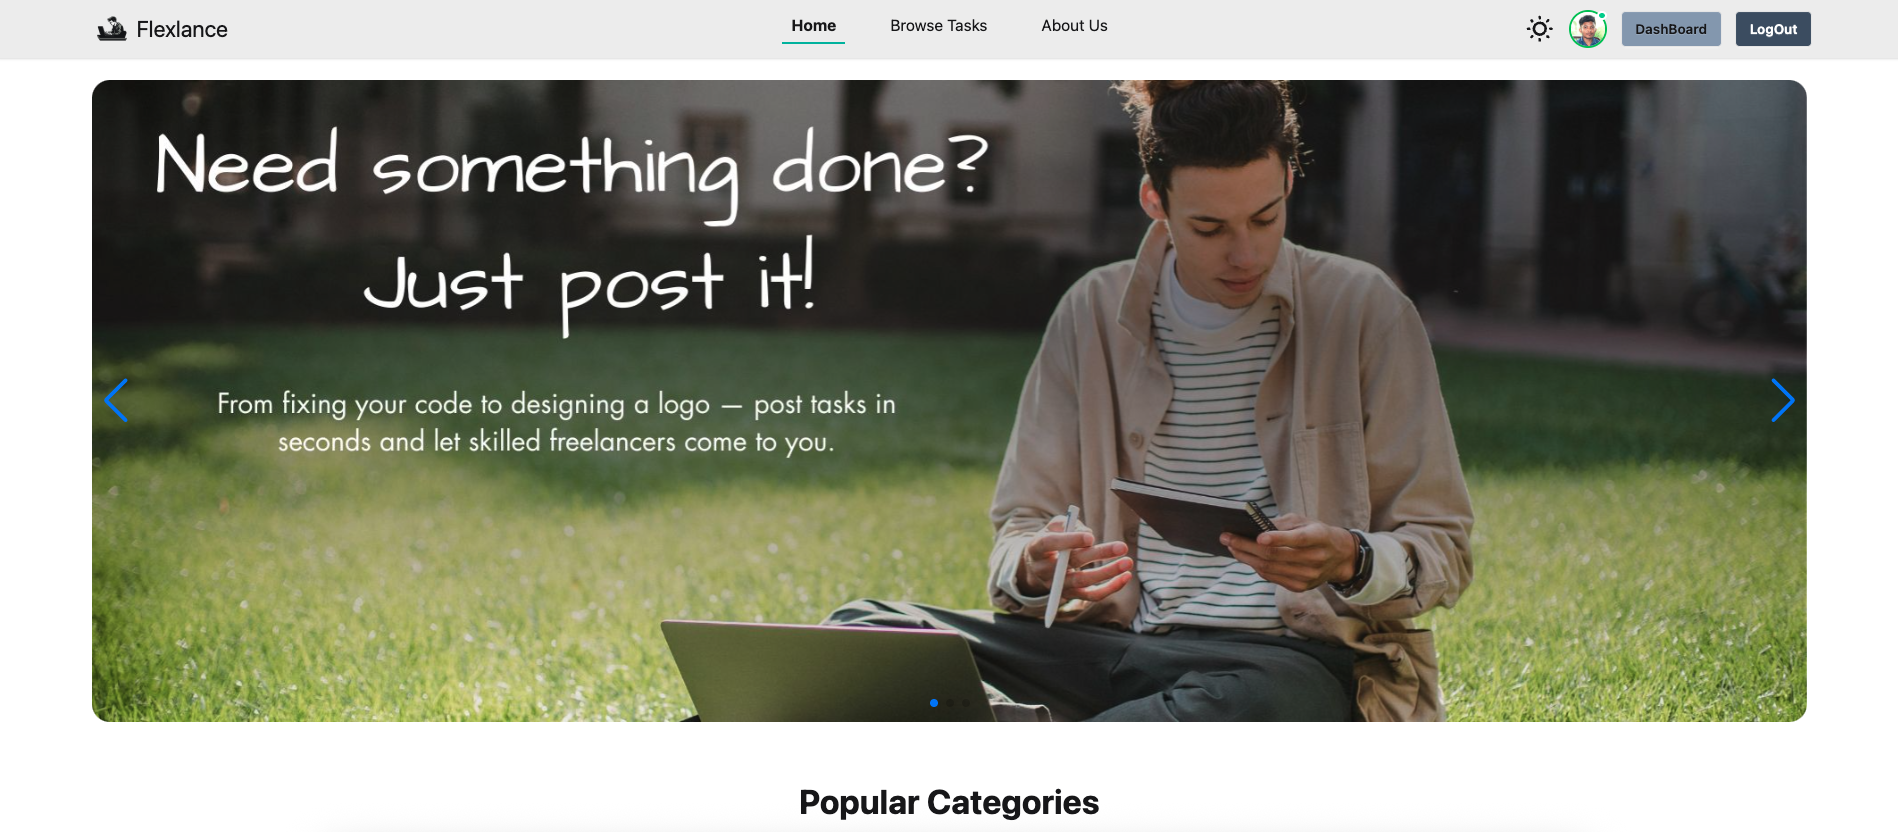 Flexlance
Home
Browse Tasks
About Us
DashBoard
LogOut
Need something done?
Just post it!
From fixing your code to designing a logo — post tasks in
seconds and let skilled freelancers come to you.
Popular Categories